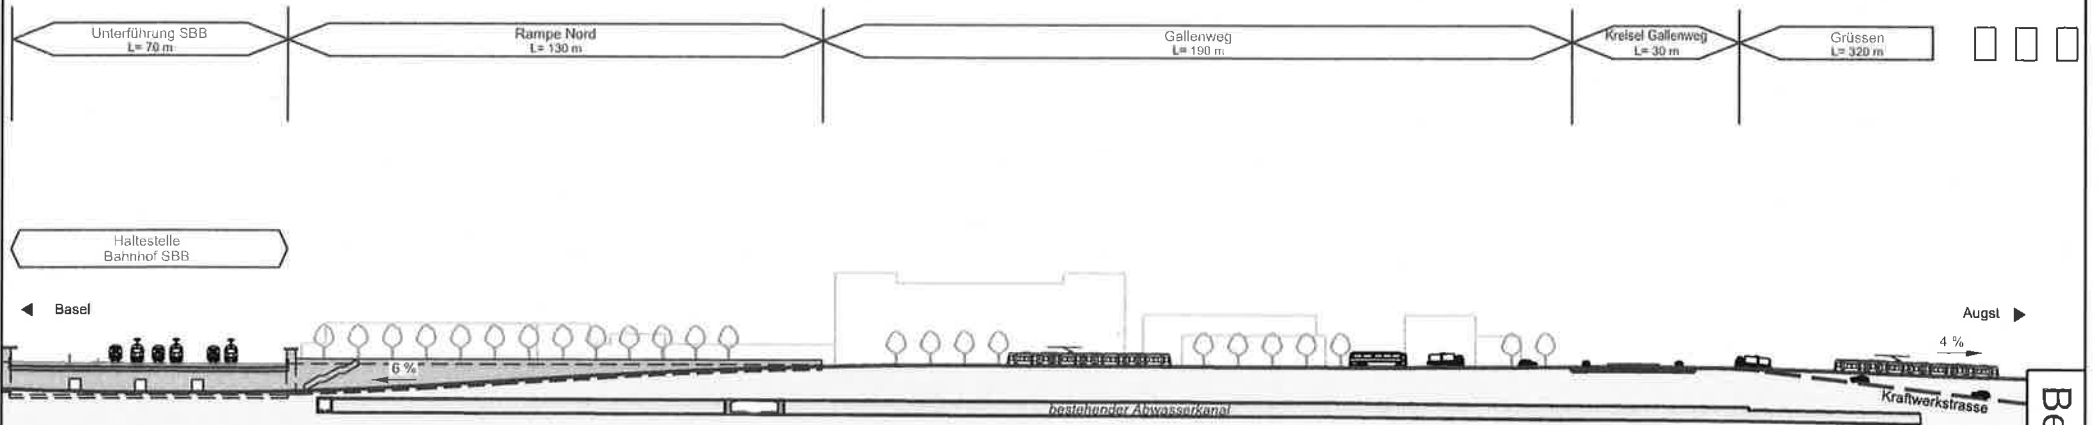 Unterführung SBB
L= 70 m
Rampe Nord
L= 130 m
Gallenweg
L= 190 m
Kreisel Gallenweg
L= 30 m
Grüssen
L= 320 m
Haltestelle
Bahnhof SBB
Basel
Augst
4 %
6 %
Kraftwerkstrasse
bestehender Abwasserkanal
Be